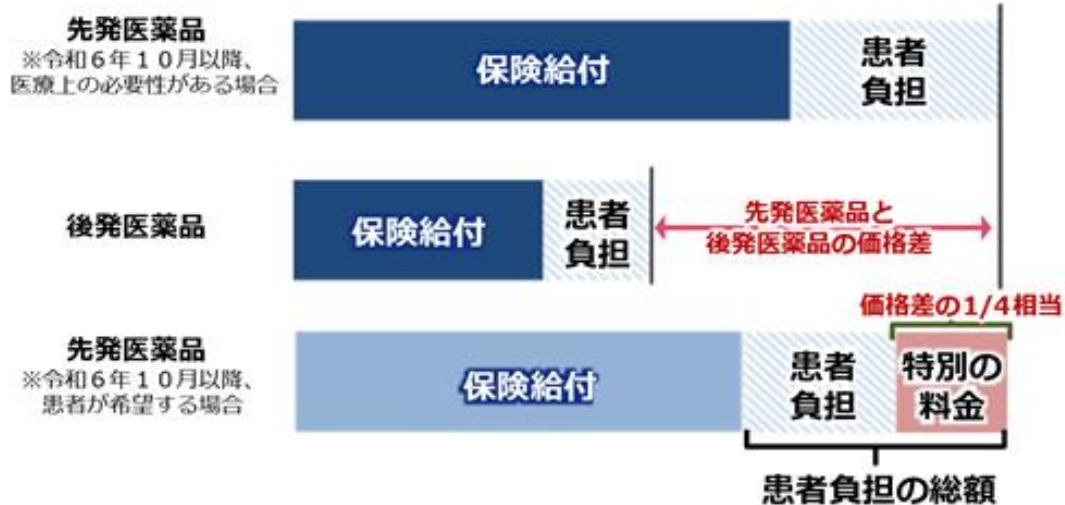 先発医薬品
※令和6年10月以降、
医療上の必要性がある場合
保険給付
患者
負担
後発医薬品
保険給付
患者
負担
先発医薬品と
後発医薬品の価格差
価格差の1/4相当
先発医薬品
※令和6年10月以降、
患者が希望する場合
保険給付
患者
負担
特別の
料金
患者負担の総額